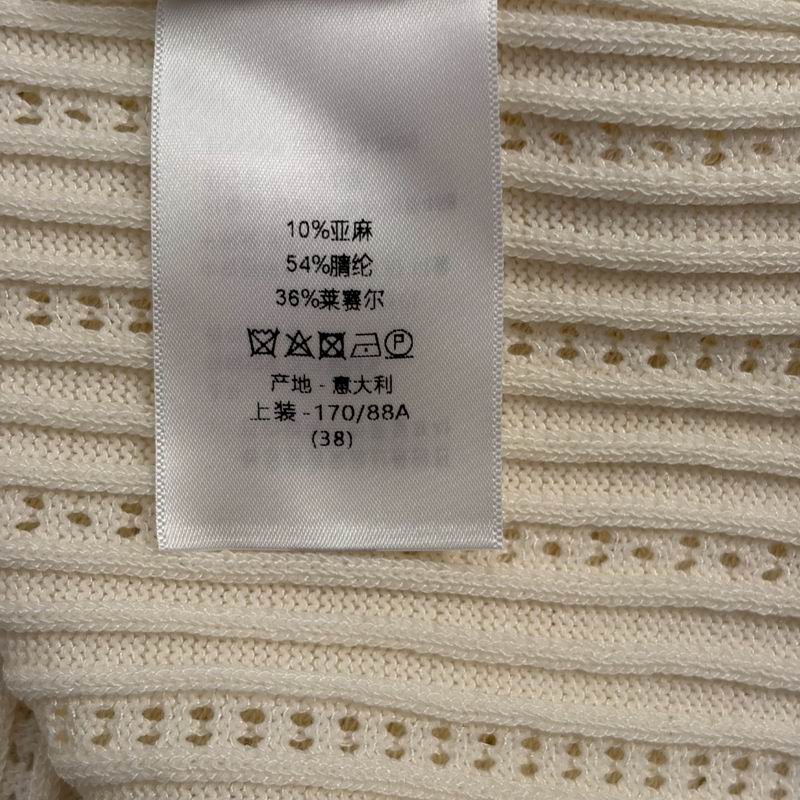 10%亚麻
54%腈纶
36%莱赛尔
P
产地 - 意大利
上装 -170/88A
(38)